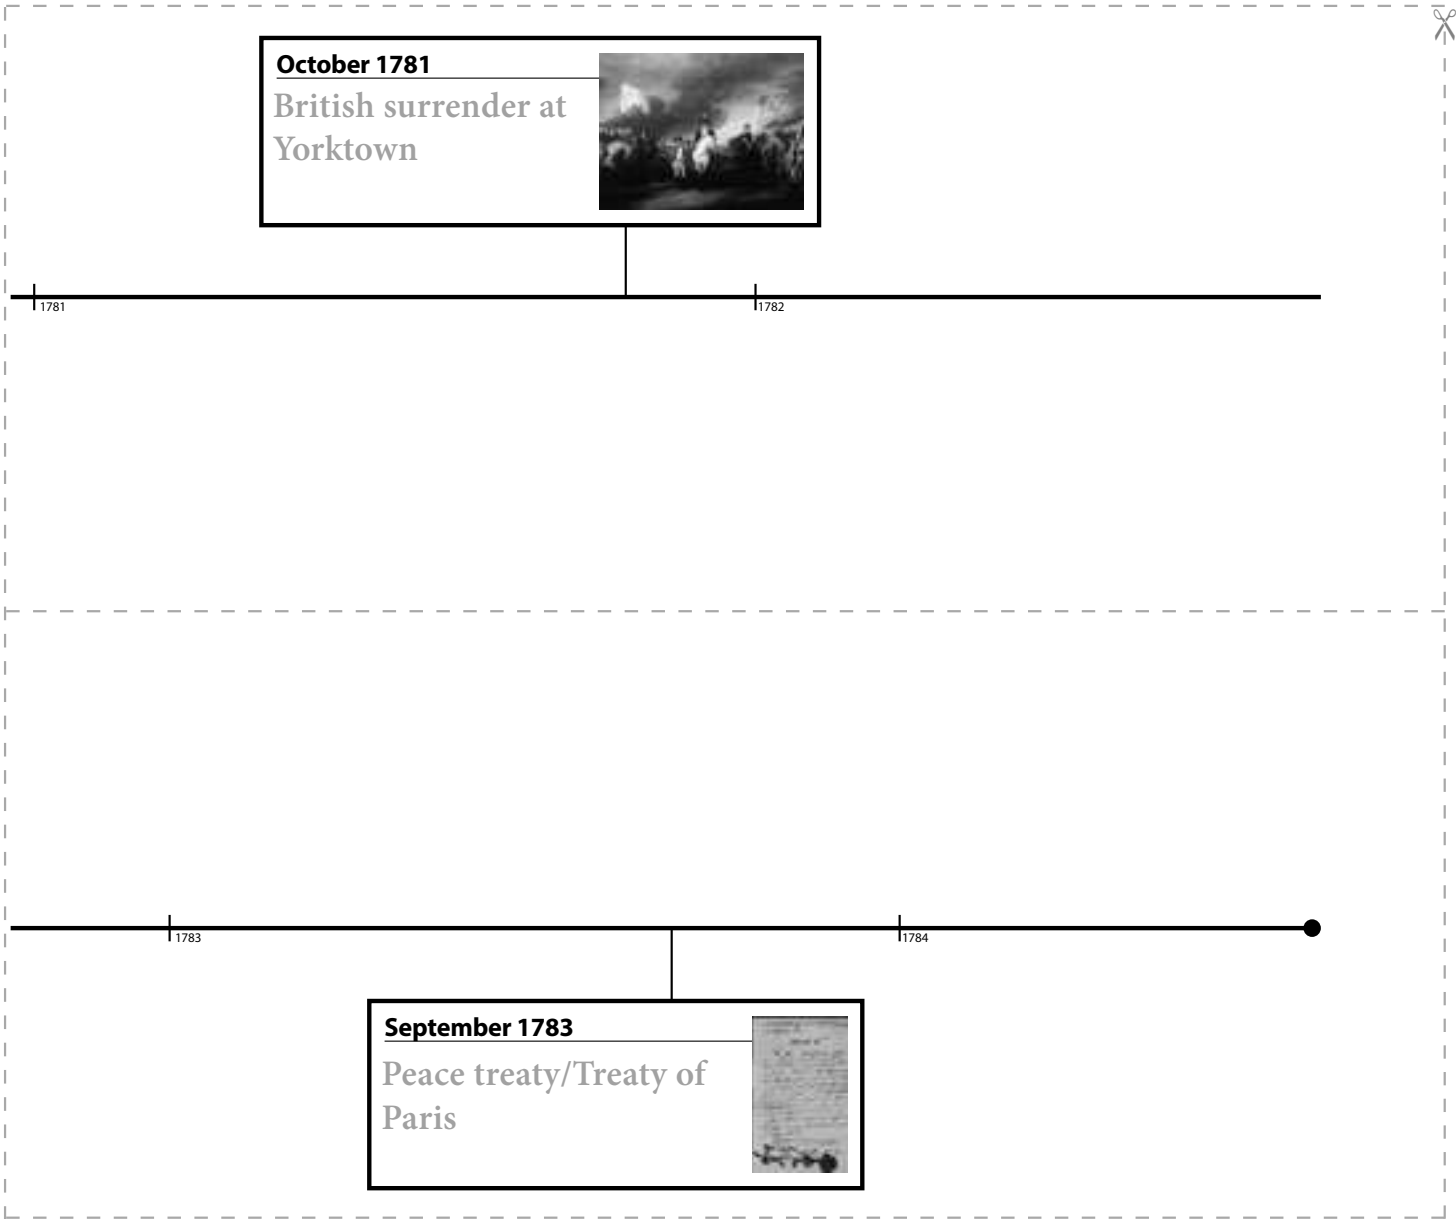 October 1781
British surrender at
Yorktown
1781
1782
1783
1784
September 1783
Peace treaty/Treaty of
Paris